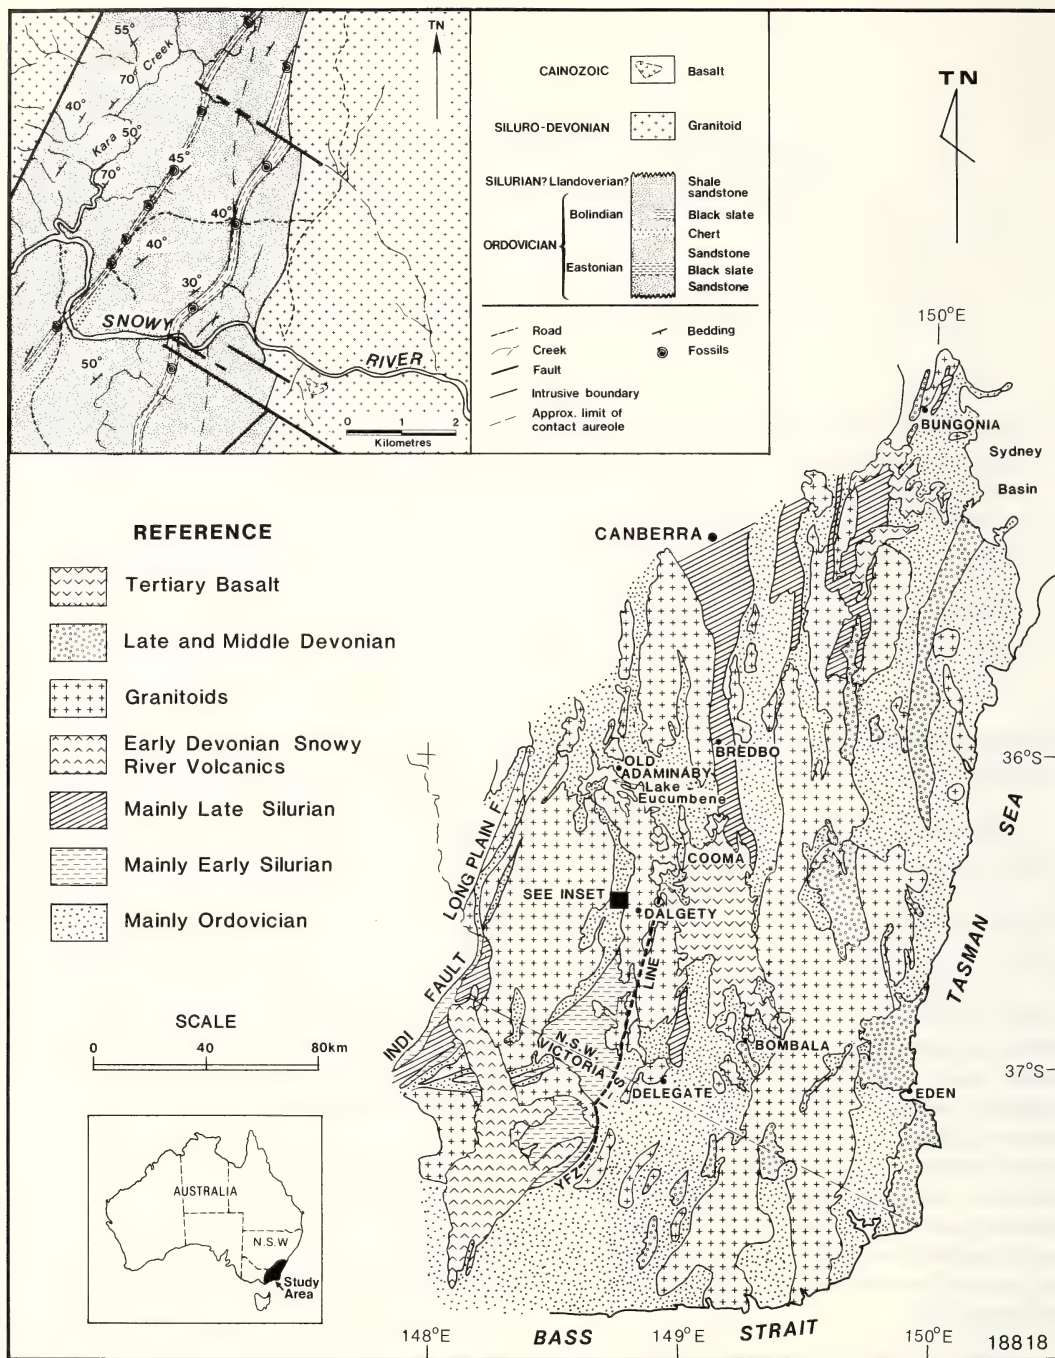 55°
70°
Creek
40°
50°
Kara
45°
70°
40°
40°
30°
SNOWY
RIVER
50°
TN
0 1 2
Kilometres
CAINOZOIC Basalt
SILURO-DEVONIAN Granitoid
SILURIAN? Llandoverian? Shale
sandstone
Bolindian Black slate
Chert
ORDOVICIAN
Sandstone
Eastonian Black slate
Sandstone
Road
Creek
Fault
Intrusive boundary
Approx. limit of
contact aureole
Bedding
Fossils
TN
150°E
BUNGONIA
Sydney
Basin
CANBERRA
REFERENCE
Tertiary Basalt
Late and Middle Devonian
Granitoids
Early Devonian Snowy
River Volcanics
Mainly Late Silurian
Mainly Early Silurian
Mainly Ordovician
BREDBO
36°S
OLD
ADAMINABY
Lake
Eucumbene
LONG PLAIN F
COOMA
SEE INSET
DALGETY
TASMAN SEA
INDI FAULT
I-S LINE
N.S.W.
VICTORIA
BOMBALA
DELEGATE
37°S
EDEN
YFZ
SCALE
0 40 80km
AUSTRALIA
N.S.W
Study
Area
148°E
BASS STRAIT
149°E
150°E
18818